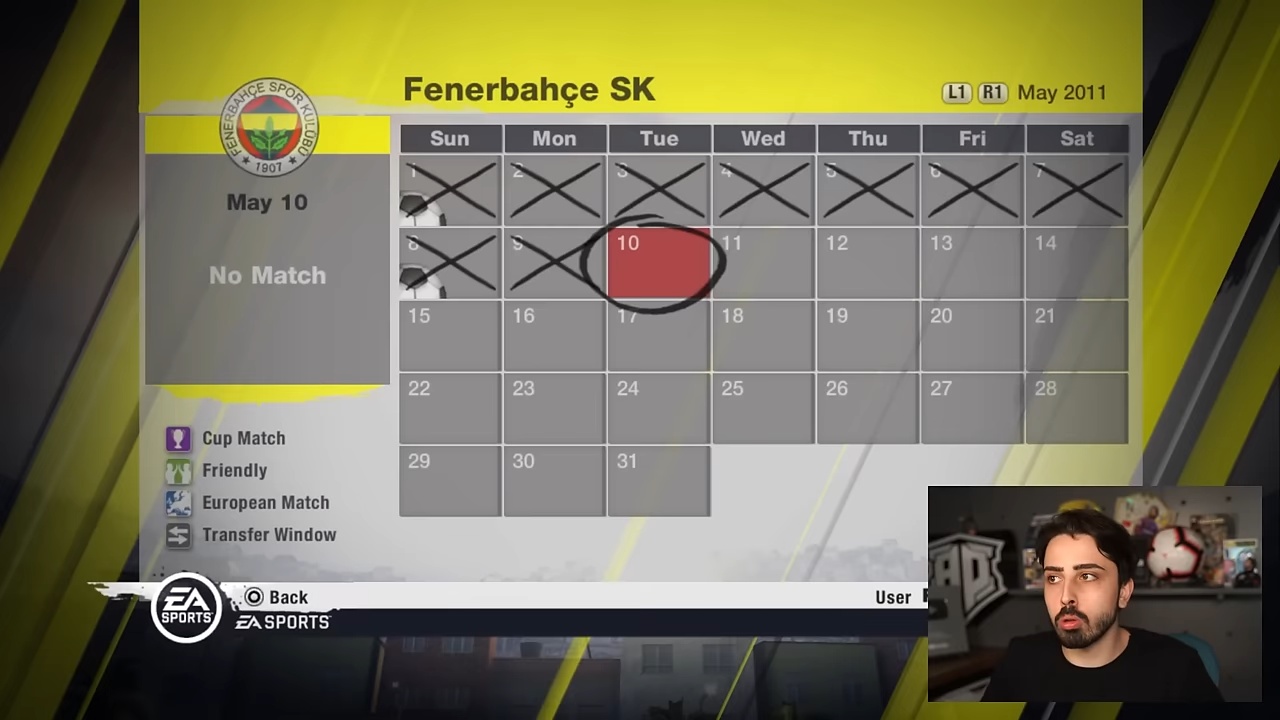 Fenerbahçe SK
L1 R1 May 2011
FENERBAHÇE SPOR KULÜBÜ
1907
May 10
No Match
Sun Mon Tue Wed Thu Fri Sat
1 2 3 4 5 6 7
8 9 10 11 12 13 14
15 16 17 18 19 20 21
22 23 24 25 26 27 28
29 30 31
Cup Match
Friendly
European Match
Transfer Window
EA SPORTS
Back
EA SPORTS
User